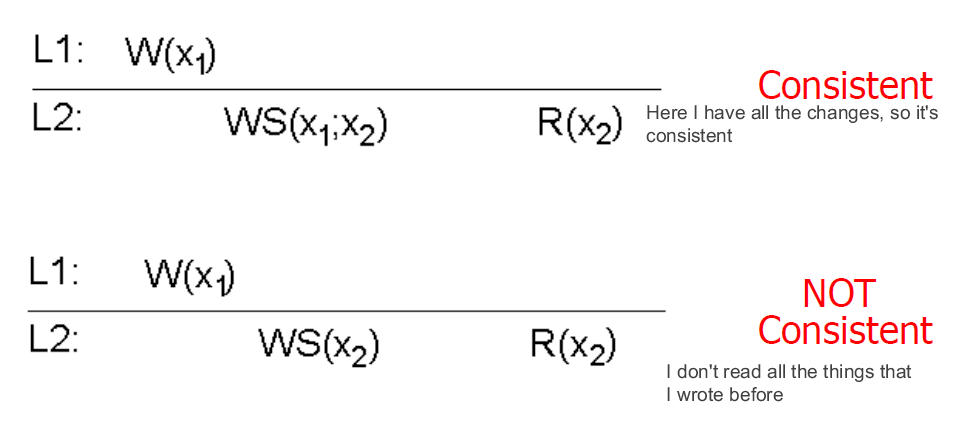 L1: W(x₁)
Consistent
L2: WS(x₁;x₂) R(x₂)
Here I have all the changes, so it's
consistent
L1: W(x₁)
NOT
Consistent
L2: WS(x₂) R(x₂)
I don't read all the things that
I wrote before